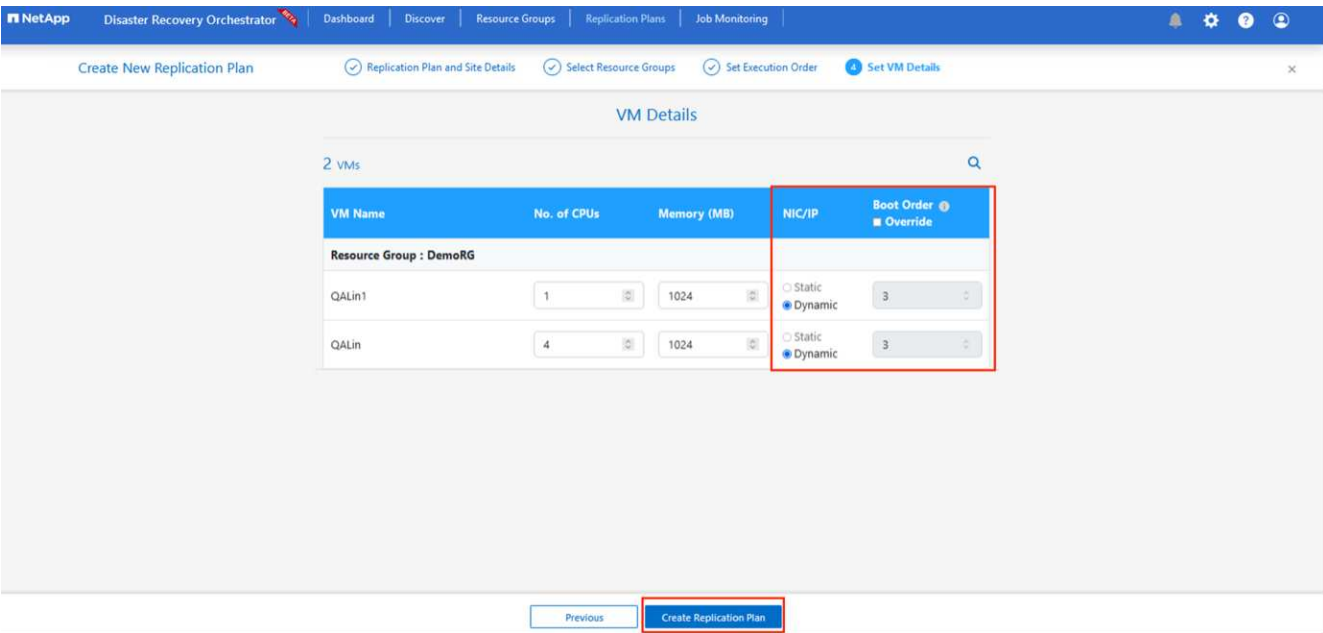 NetApp Disaster Recovery Orchestrator BETA Dashboard Discover Resource Groups Replication Plans Job Monitoring ?
Create New Replication Plan Replication Plan and Site Details Select Resource Groups Set Execution Order 4 Set VM Details
VM Details
2 VMs
VM Name No. of CPUs Memory (MB) NIC/IP Boot Order i
Override
Resource Group : DemoRG
QALin1 1 1024 Static
Dynamic 3
QALin 4 1024 Static
Dynamic 3
Previous Create Replication Plan